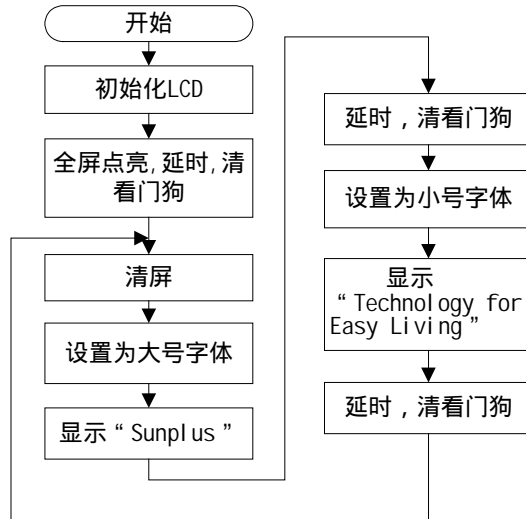 开始
初始化LCD
全屏点亮,延时,清
看门狗
清屏
设置为大号字体
显示“Sunplus”
延时,清看门狗
设置为小号字体
显示
“Technology for
Easy Living”
延时,清看门狗